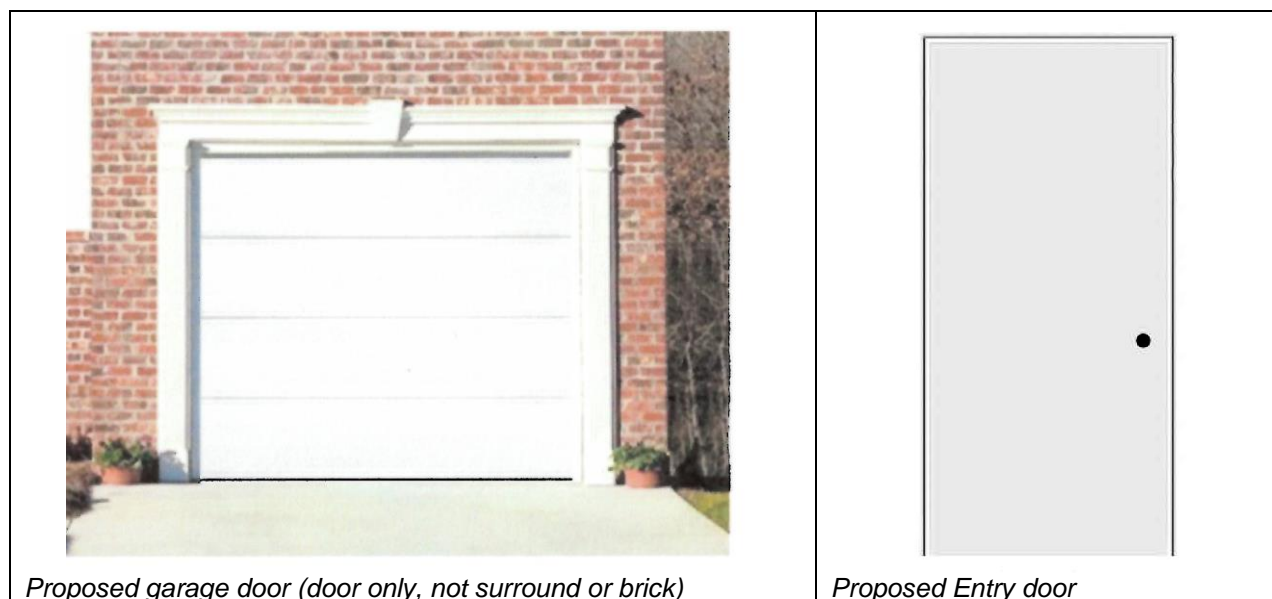 Proposed garage door (door only, not surround or brick)
Proposed Entry door